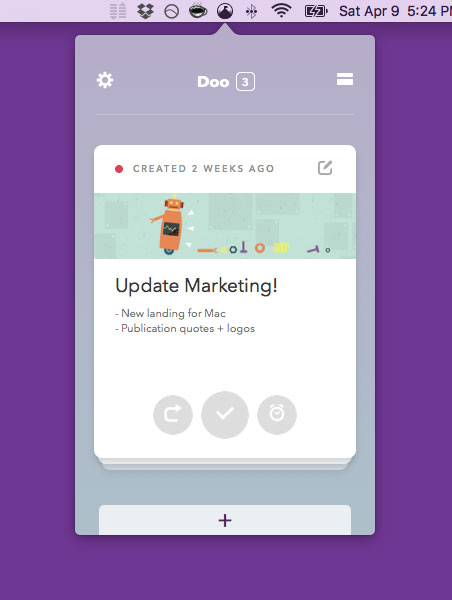 Sat Apr 9 5:24 PM
Doo 3
CREATED 2 WEEKS AGO
Update Marketing!
- New landing for Mac
- Publication quotes + logos
+